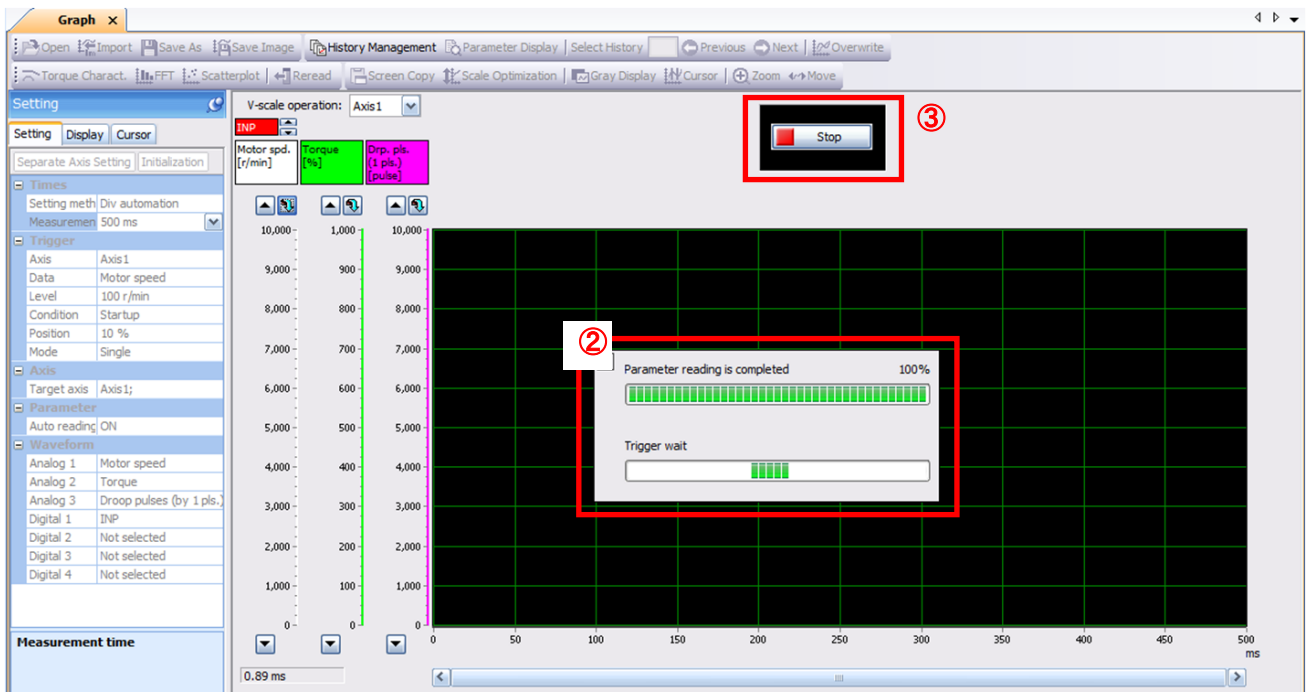 Graph
Open Import Save As Save Image History Management Parameter Display Select History Previous Next Overwrite
Torque Charact. FFT Scatterplot Reread Screen Copy Scale Optimization Gray Display Cursor Zoom Move
Setting
Setting Display Cursor
Separate Axis Setting Initialization
Times
Setting meth Div automation
Measuremen 500 ms
Trigger
Axis Axis1
Data Motor speed
Level 100 r/min
Condition Startup
Position 10 %
Mode Single
Axis
Target axis Axis1;
Parameter
Auto reading ON
Waveform
Analog 1 Motor speed
Analog 2 Torque
Analog 3 Droop pulses (by 1 pls.)
Digital 1 INP
Digital 2 Not selected
Digital 3 Not selected
Digital 4 Not selected
Measurement time
V-scale operation: Axis1
INP
Motor spd. Torque Drp. pls.
[r/min] [%] (1 pls.)
[pulse]
Stop
③
10,000 1,000 10,000
9,000 900 9,000
8,000 800 8,000
7,000 700 7,000
6,000 600 6,000
5,000 500 5,000
4,000 400 4,000
3,000 300 3,000
2,000 200 2,000
1,000 100 1,000
0 0 0
②
Parameter reading is completed 100%
Trigger wait
0 50 100 150 200 250 300 350 400 450 500
ms
0.89 ms